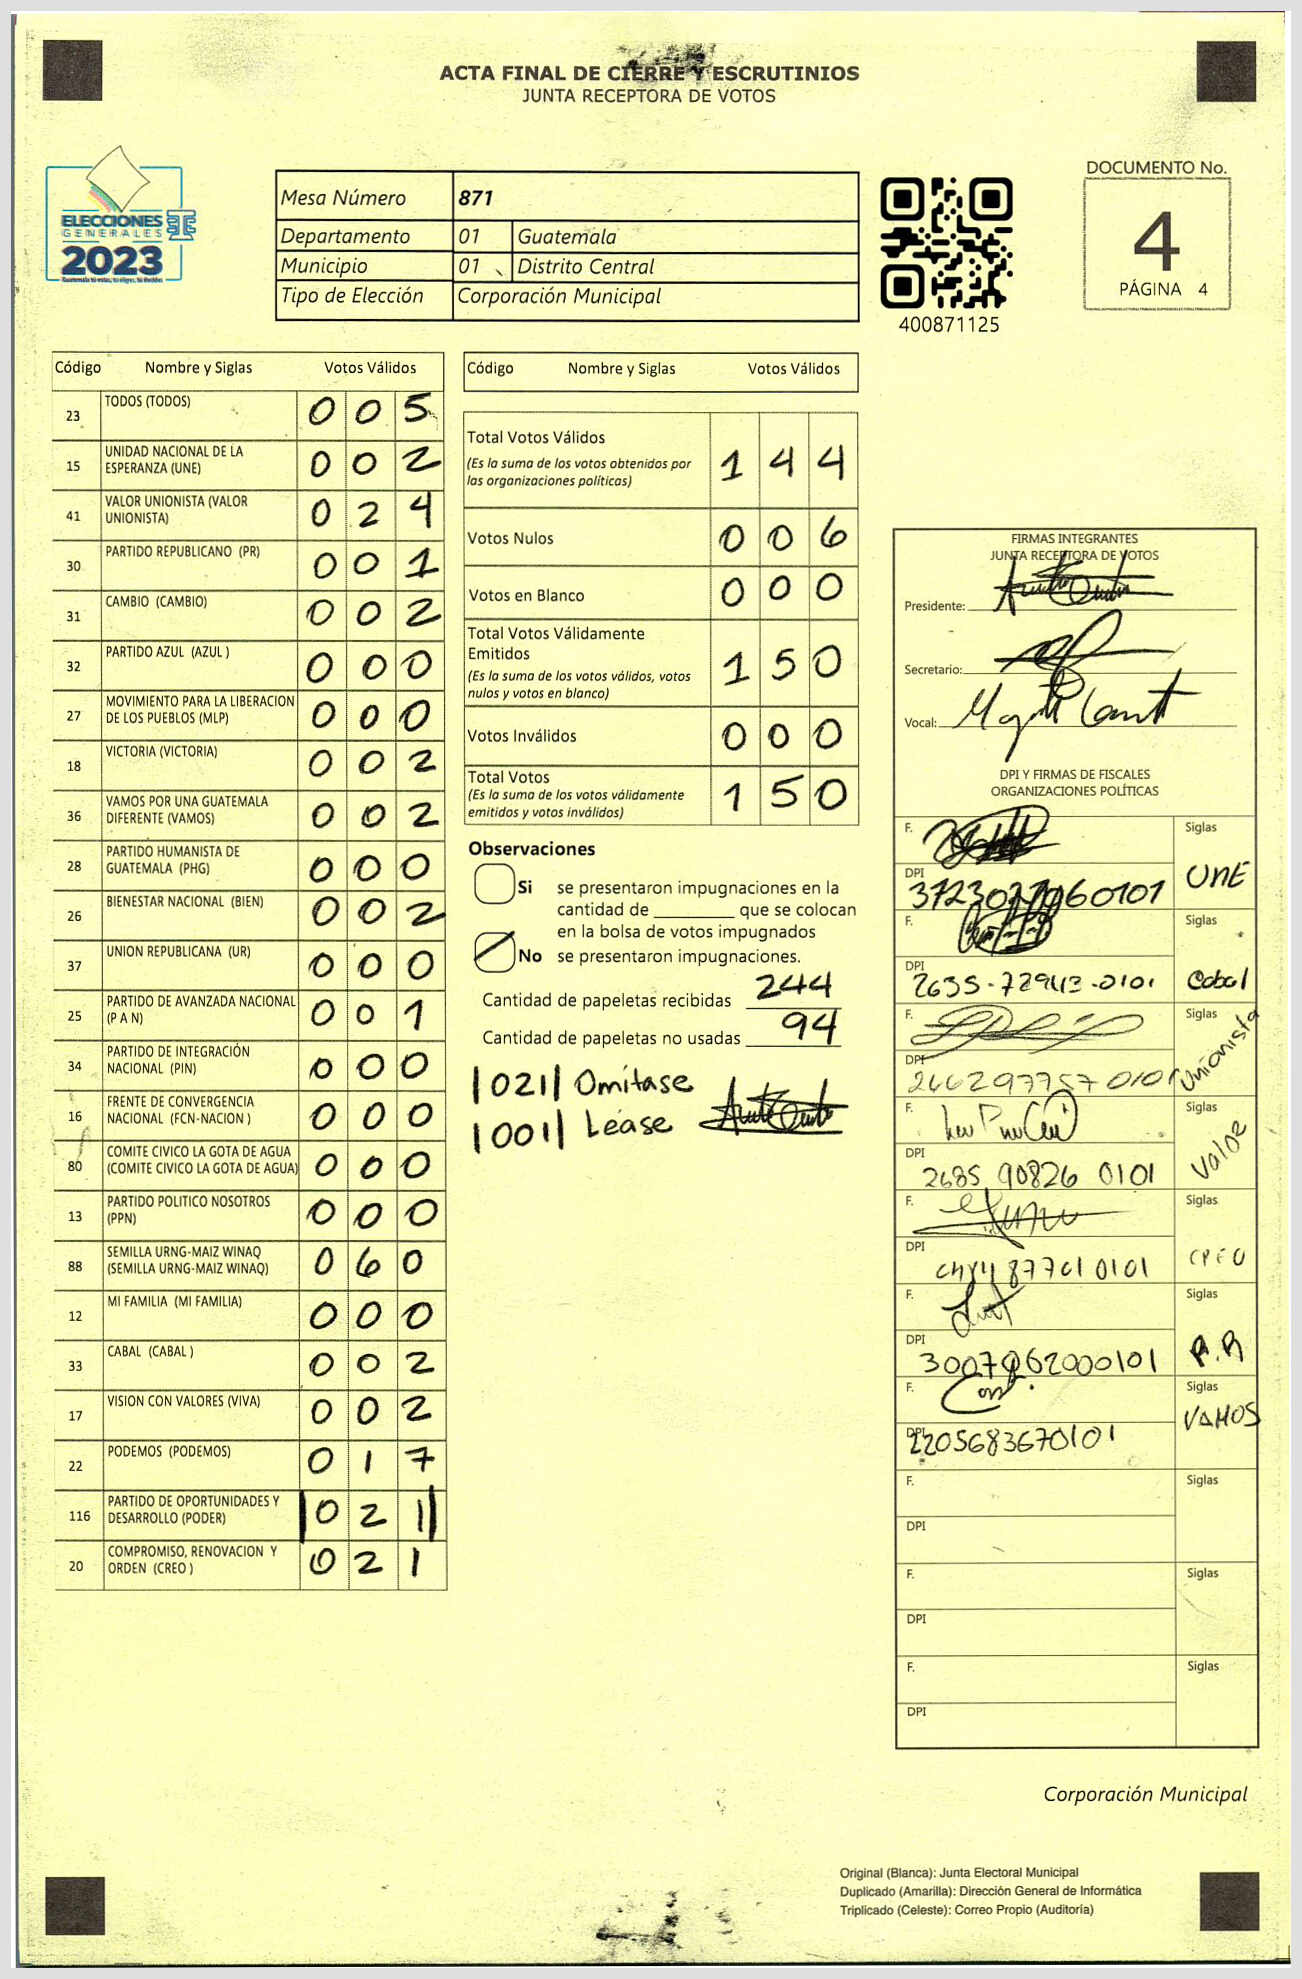 ACTA FINAL DE CIERRE Y ESCRUTINIOS
JUNTA RECEPTORA DE VOTOS
ELECCIONES
GENERALES
2023
Mesa Número 871
Departamento 01 Guatemala
Municipio 01 Distrito Central
Tipo de Elección Corporación Municipal
400871125
DOCUMENTO No.
4
PÁGINA 4
Código Nombre y Siglas Votos Válidos
23 TODOS (TODOS) 0 0 5
15 UNIDAD NACIONAL DE LA
ESPERANZA (UNE) 0 0 2
41 VALOR UNIONISTA (VALOR
UNIONISTA) 0 2 4
30 PARTIDO REPUBLICANO (PR) 0 0 1
31 CAMBIO (CAMBIO) 0 0 2
32 PARTIDO AZUL (AZUL ) 0 0 0
27 MOVIMIENTO PARA LA LIBERACION
DE LOS PUEBLOS (MLP) 0 0 0
18 VICTORIA (VICTORIA) 0 0 2
36 VAMOS POR UNA GUATEMALA
DIFERENTE (VAMOS) 0 0 2
28 PARTIDO HUMANISTA DE
GUATEMALA (PHG) 0 0 0
26 BIENESTAR NACIONAL (BIEN) 0 0 2
37 UNION REPUBLICANA (UR) 0 0 0
25 PARTIDO DE AVANZADA NACIONAL
(P A N) 0 0 1
34 PARTIDO DE INTEGRACIÓN
NACIONAL (PIN) 0 0 0
16 FRENTE DE CONVERGENCIA
NACIONAL (FCN-NACION ) 0 0 0
80 COMITE CIVICO LA GOTA DE AGUA
(COMITE CIVICO LA GOTA DE AGUA) 0 0 0
13 PARTIDO POLITICO NOSOTROS
(PPN) 0 0 0
88 SEMILLA URNG-MAIZ WINAQ
(SEMILLA URNG-MAIZ WINAQ) 0 6 0
12 MI FAMILIA (MI FAMILIA) 0 0 0
33 CABAL (CABAL ) 0 0 2
17 VISION CON VALORES (VIVA) 0 0 2
22 PODEMOS (PODEMOS) 0 1 7
116 PARTIDO DE OPORTUNIDADES Y
DESARROLLO (PODER) |0 2 1|
20 COMPROMISO, RENOVACION Y
ORDEN (CREO ) 0 2 1
Código Nombre y Siglas Votos Válidos
Total Votos Válidos 1 4 4
(Es la suma de los votos obtenidos por
las organizaciones políticas)
Votos Nulos 0 0 6
Votos en Blanco 0 0 0
Total Votos Válidamente
Emitidos 1 5 0
(Es la suma de los votos válidos, votos
nulos y votos en blanco)
Votos Inválidos 0 0 0
Total Votos 1 5 0
(Es la suma de los votos válidamente
emitidos y votos inválidos)
Observaciones
Si se presentaron impugnaciones en la
cantidad de ________ que se colocan
en la bolsa de votos impugnados
No se presentaron impugnaciones.
Cantidad de papeletas recibidas 244
Cantidad de papeletas no usadas 94
|021| Omítase
|001| Léase
FIRMAS INTEGRANTES
JUNTA RECEPTORA DE VOTOS
Presidente:
Secretario:
Vocal:
DPI Y FIRMAS DE FISCALES
ORGANIZACIONES POLÍTICAS
F. Siglas
DPI UNE
F. Siglas
DPI 2635-72943-0101 Cabal
F. Siglas
DPI 2662977570101 Unionista
F. Siglas
DPI 2685 90826 0101 Valor
F. Siglas
DPI CREO
F. Siglas
DPI P.R
F. Siglas
DPI 2205683670101 VAMOS
F. Siglas
DPI
F. Siglas
DPI
F. Siglas
DPI
Corporación Municipal
Original (Blanca): Junta Electoral Municipal
Duplicado (Amarilla): Dirección General de Informática
Triplicado (Celeste): Correo Propio (Auditoría)